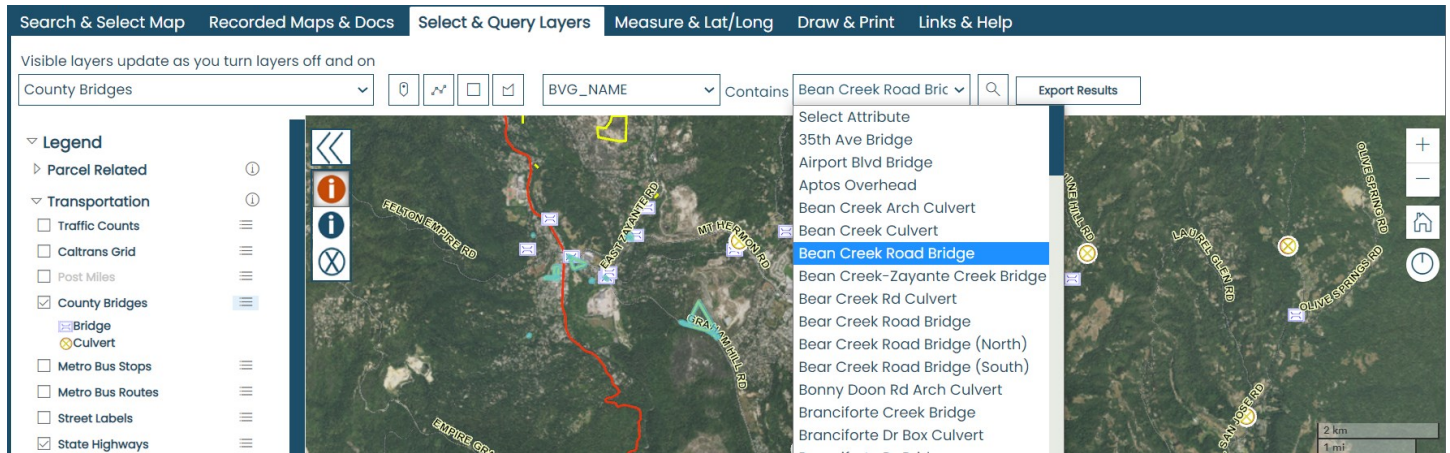 Search & Select Map Recorded Maps & Docs Select & Query Layers Measure & Lat/Long Draw & Print Links & Help
Visible layers update as you turn layers off and on
County Bridges BVG_NAME Contains Bean Creek Road Bric Export Results
Legend
Parcel Related
Transportation
Traffic Counts
Caltrans Grid
Post Miles
County Bridges
Bridge
Culvert
Metro Bus Stops
Metro Bus Routes
Street Labels
State Highways
FELTON EMPIRE RD
EAST ZAYANTE RD
MT HERMON RD
GRAHAM HILL RD
EMPIRE GRA
Select Attribute
35th Ave Bridge
Airport Blvd Bridge
Aptos Overhead
Bean Creek Arch Culvert
Bean Creek Culvert
Bean Creek Road Bridge
Bean Creek-Zayante Creek Bridge
Bear Creek Rd Culvert
Bear Creek Road Bridge
Bear Creek Road Bridge (North)
Bear Creek Road Bridge (South)
Bonny Doon Rd Arch Culvert
Branciforte Creek Bridge
Branciforte Dr Box Culvert
NE HILL RD
LAUREL GLEN RD
OLIVE SPRING RD
OLIVE SPRINGS RD
SAN JOSE RD
2 km
1 mi